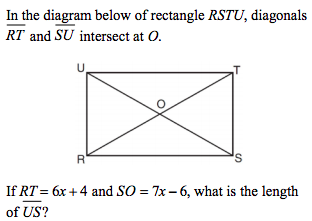 In the diagram below of rectangle RSTU, diagonals
RT and SU intersect at O.
U T
O
R S
If RT = 6x + 4 and SO = 7x – 6, what is the length
of US?